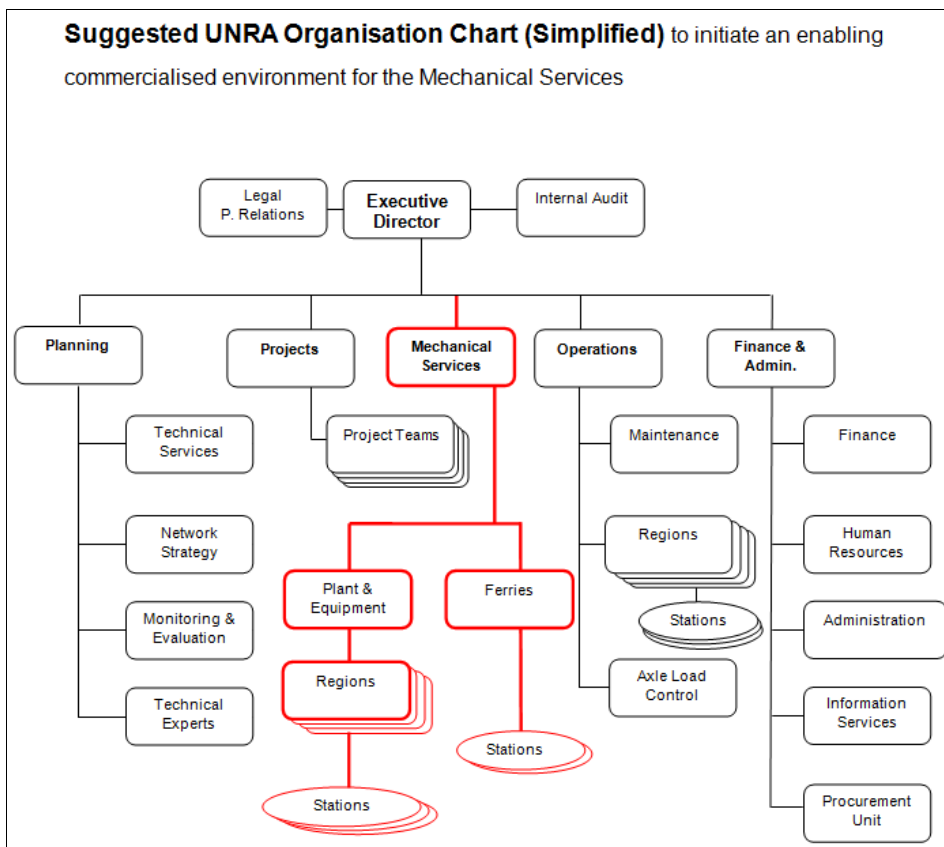 Suggested UNRA Organisation Chart (Simplified) to initiate an enabling
commercialised environment for the Mechanical Services
Legal
P. Relations
Executive
Director
Internal Audit
Planning
Projects
Mechanical
Services
Operations
Finance &
Admin.
Technical
Services
Project Teams
Maintenance
Finance
Network
Strategy
Regions
Human
Resources
Plant &
Equipment
Ferries
Monitoring &
Evaluation
Stations
Administration
Regions
Axle Load
Control
Technical
Experts
Information
Services
Stations
Stations
Procurement
Unit